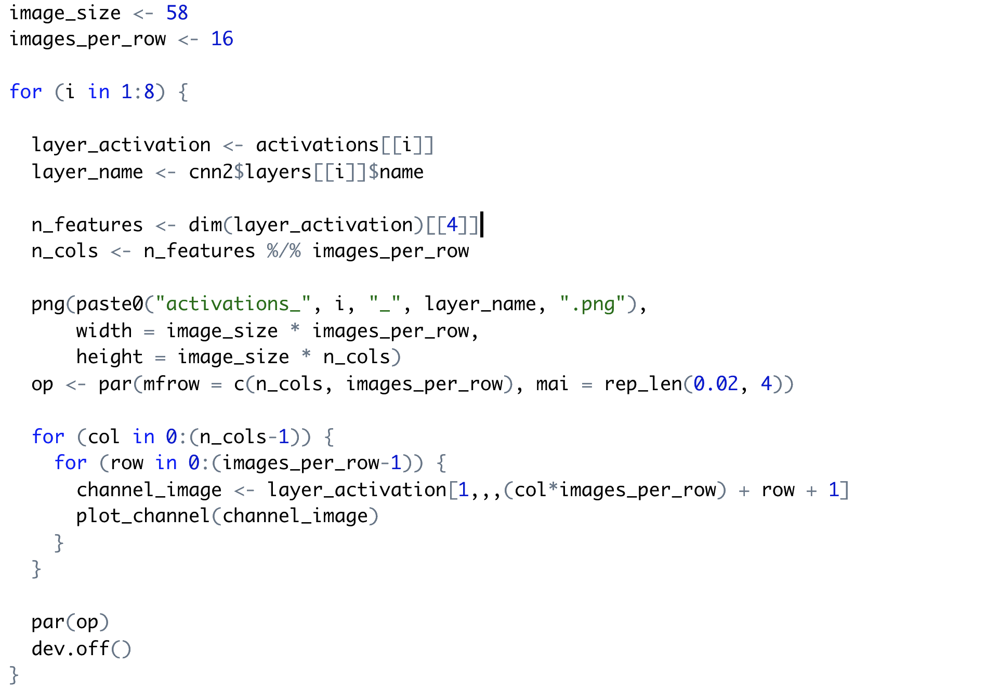 image_size <- 58
images_per_row <- 16
for (i in 1:8) {
layer_activation <- activations[[i]]
layer_name <- cnn2$layers[[i]]$name
n_features <- dim(layer_activation)[[4]]
n_cols <- n_features %/% images_per_row
png(paste0("activations_", i, "_", layer_name, ".png"),
width = image_size * images_per_row,
height = image_size * n_cols)
op <- par(mfrow = c(n_cols, images_per_row), mai = rep_len(0.02, 4))
for (col in 0:(n_cols-1)) {
for (row in 0:(images_per_row-1)) {
channel_image <- layer_activation[1,,,(col*images_per_row) + row + 1]
plot_channel(channel_image)
}
}
par(op)
dev.off()
}